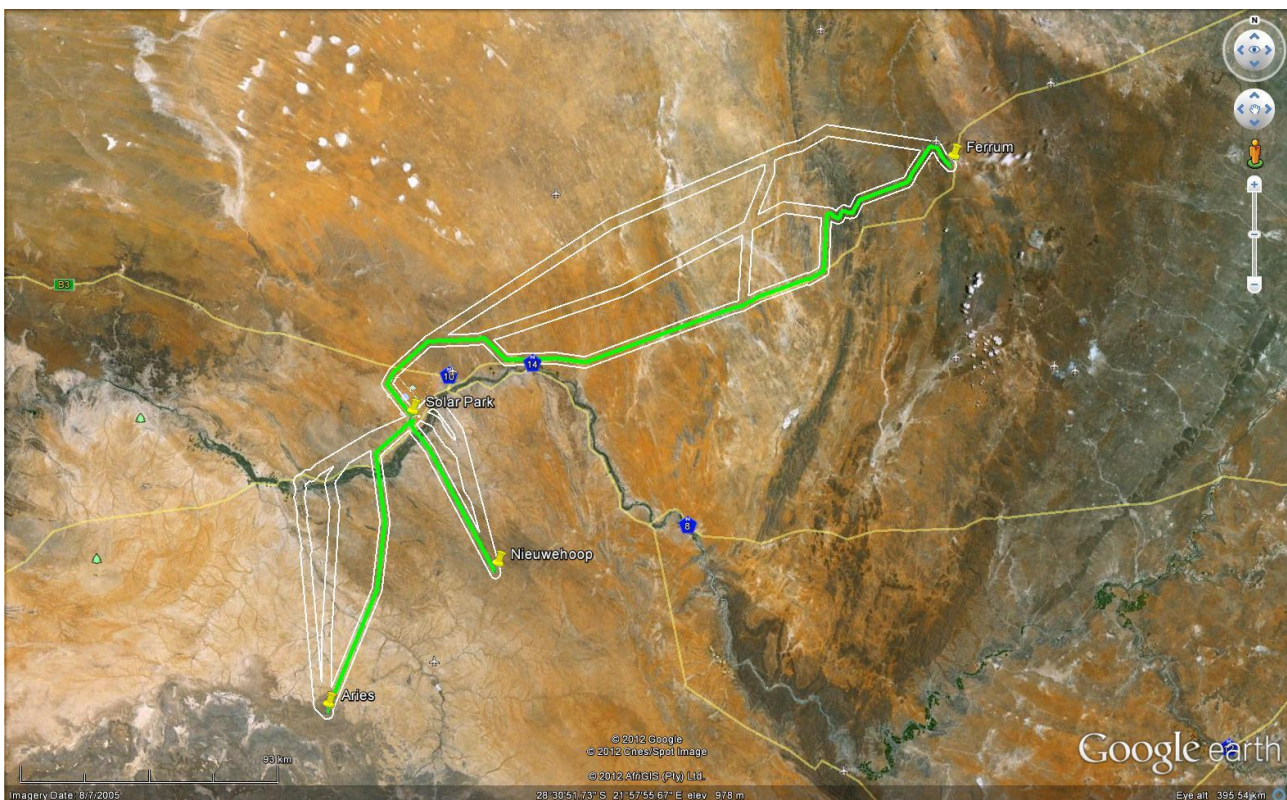 N
Ferrum
B3
14
10
Solar Park
8
Nieuwehoop
Aries
93 km
© 2012 Google
© 2012 Cnes/Spot Image
© 2012 AfriGIS (Pty) Ltd.
Google earth
Imagery Date: 8/7/2005
28°30'51.73" S 21°57'55.67" E elev 978 m
Eye alt 395.54 km